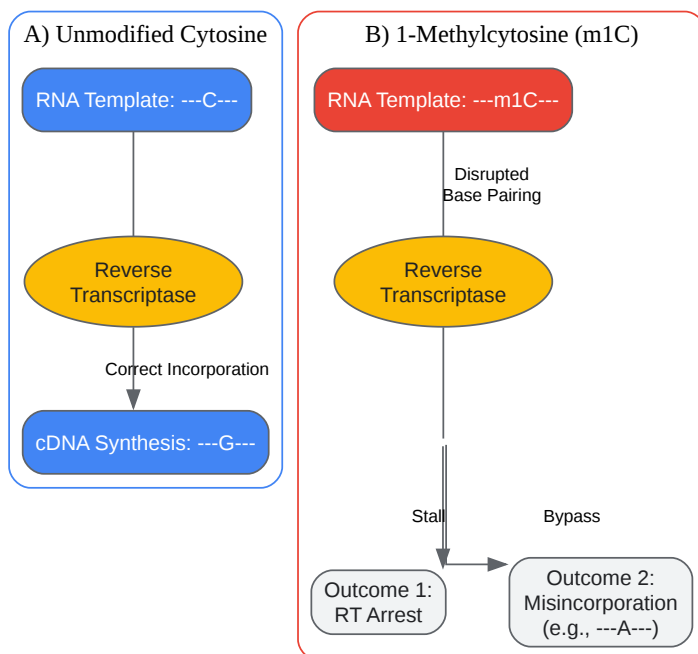 A) Unmodified Cytosine
RNA Template: ---C---
Reverse
Transcriptase
Correct Incorporation
cDNA Synthesis: ---G---
B) 1-Methylcytosine (m1C)
RNA Template: ---m1C---
Disrupted
Base Pairing
Reverse
Transcriptase
Stall
Bypass
Outcome 1:
RT Arrest
Outcome 2:
Misincorporation
(e.g., ---A---)